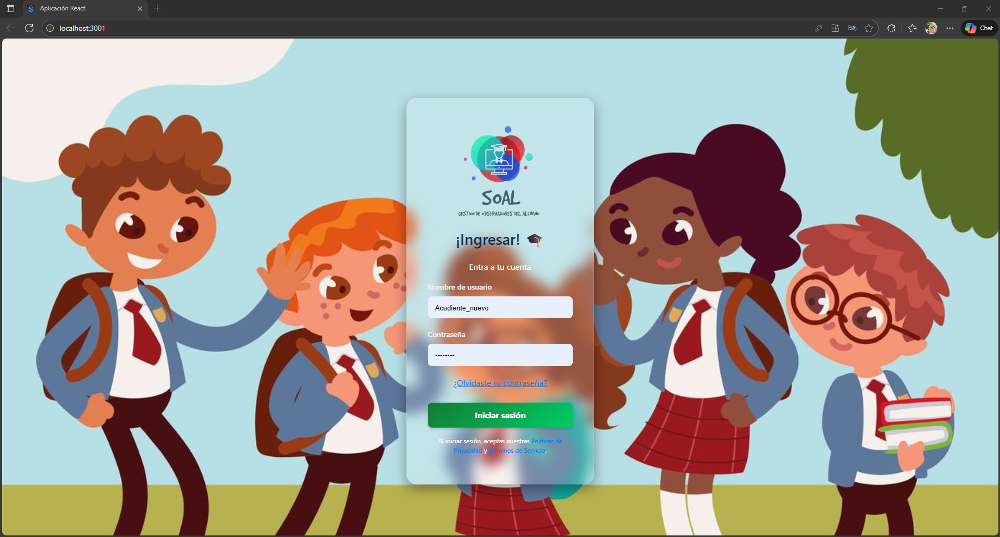 Aplicación React
localhost:3001
Chat
SOAL
GESTION DE OBSERVADORES DEL ALUMNO
¡Ingresar!
Entra a tu cuenta
Nombre de usuario
Acudiente_nuevo
Contraseña
••••••••
¿Olvidaste tu contraseña?
Iniciar sesión
Al iniciar sesión, aceptas nuestras Políticas de
Privacidad y Términos de Servicio.